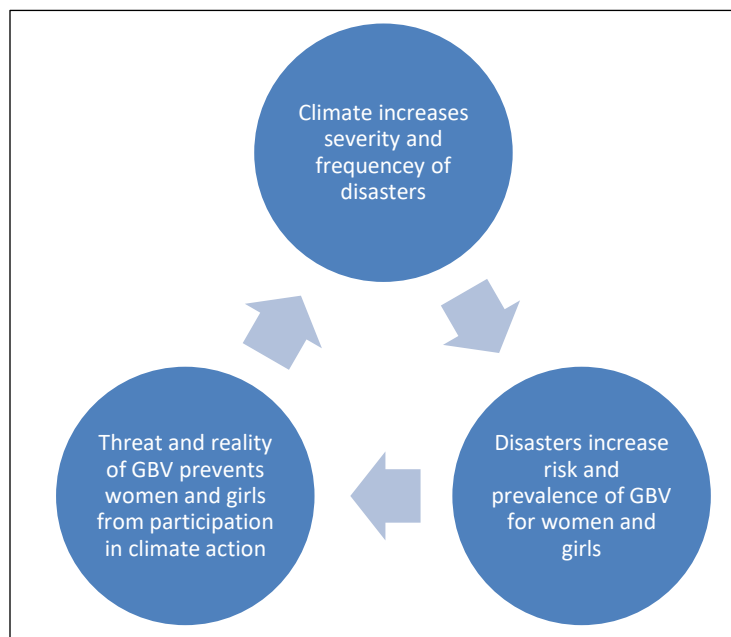 Climate increases
severity and
frequencey of
disasters
Disasters increase
risk and
prevalence of GBV
for women and
girls
Threat and reality
of GBV prevents
women and girls
from participation
in climate action